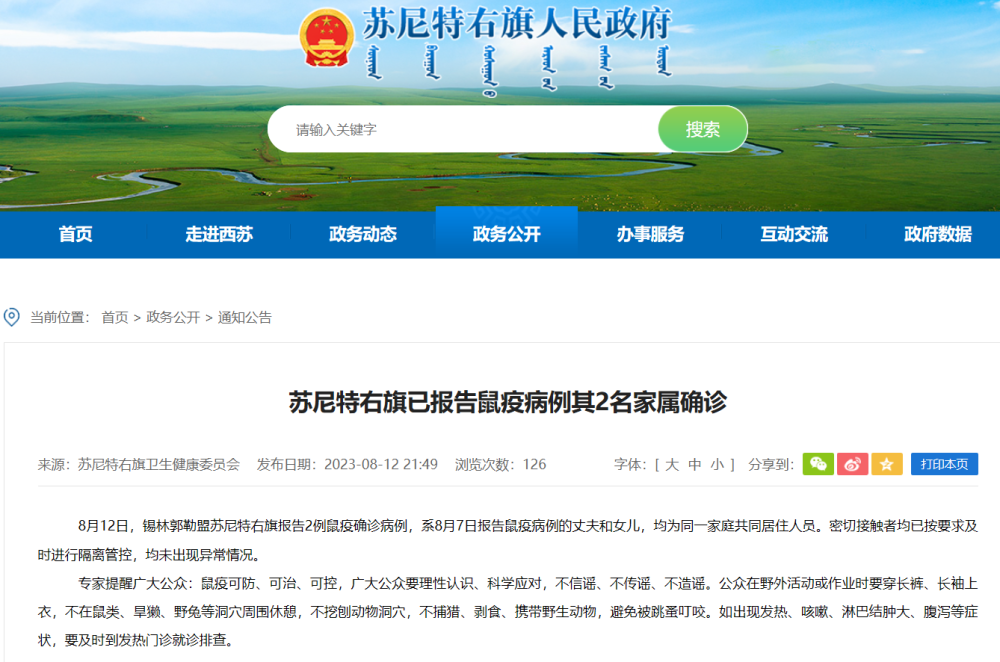 苏尼特右旗人民政府
请输入关键字
搜索
首页
走进西苏
政务动态
政务公开
办事服务
互动交流
政府数据
当前位置： 首页 > 政务公开 > 通知公告
苏尼特右旗已报告鼠疫病例其2名家属确诊
来源：苏尼特右旗卫生健康委员会 发布日期：2023-08-12 21:49 浏览次数：126 字体：[ 大 中 小 ] 分享到： 打印本页
8月12日，锡林郭勒盟苏尼特右旗报告2例鼠疫确诊病例，系8月7日报告鼠疫病例的丈夫和女儿，均为同一家庭共同居住人员。密切接触者均已按要求及
时进行隔离管控，均未出现异常情况。
专家提醒广大公众：鼠疫可防、可治、可控，广大公众要理性认识、科学应对，不信谣、不传谣、不造谣。公众在野外活动或作业时要穿长裤、长袖上
衣，不在鼠类、旱獭、野兔等洞穴周围休憩，不挖刨动物洞穴，不捕猎、剥食、携带野生动物，避免被跳蚤叮咬。如出现发热、咳嗽、淋巴结肿大、腹泻等症
状，要及时到发热门诊就诊排查。